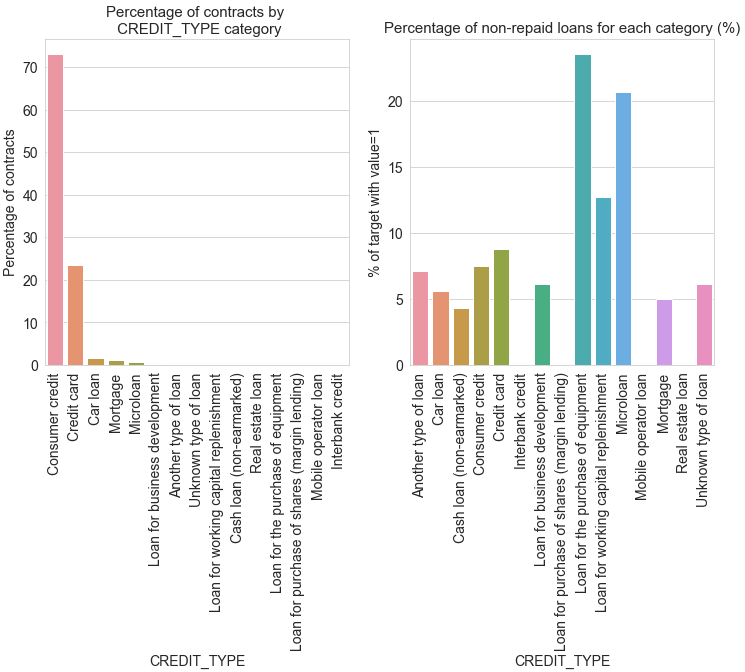 Percentage of contracts by
CREDIT_TYPE category
Percentage of contracts
70
60
50
40
30
20
10
0
Consumer credit
Credit card
Car loan
Mortgage
Microloan
Loan for business development
Another type of loan
Unknown type of loan
Loan for working capital replenishment
Cash loan (non-earmarked)
Real estate loan
Loan for the purchase of equipment
Loan for purchase of shares (margin lending)
Mobile operator loan
Interbank credit
CREDIT_TYPE
Percentage of non-repaid loans for each category (%)
% of target with value=1
20
15
10
5
0
Another type of loan
Car loan
Cash loan (non-earmarked)
Consumer credit
Credit card
Interbank credit
Loan for business development
Loan for purchase of shares (margin lending)
Loan for the purchase of equipment
Loan for working capital replenishment
Microloan
Mobile operator loan
Mortgage
Real estate loan
Unknown type of loan
CREDIT_TYPE